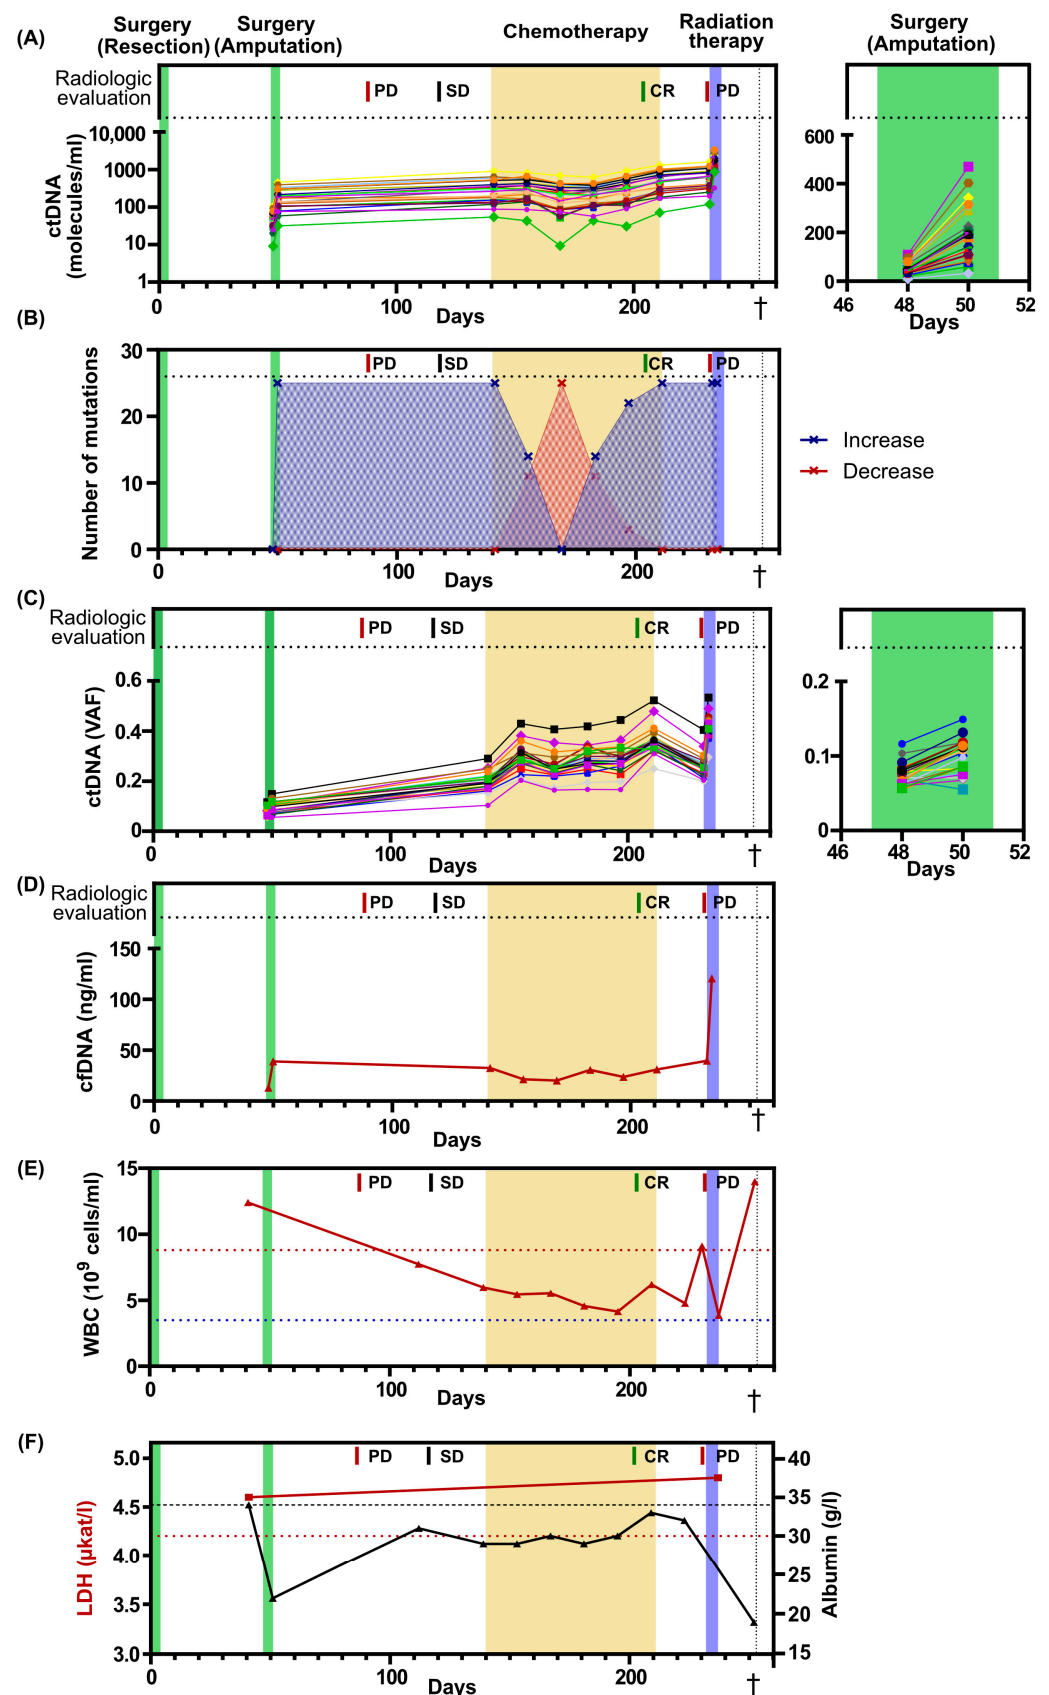 (A)
Surgery
(Resection)
Surgery
(Amputation)
Chemotherapy
Radiation
therapy
Surgery
(Amputation)
Radiologic
evaluation
PD
SD
CR
PD
ctDNA
(molecules/ml)
10,000
1000
100
10
1
0
100
200
Days
†
600
400
200
0
46
48
50
52
Days
(B)
Number of mutations
30
20
10
0
PD
SD
CR
PD
0
100
200
Days
†
Increase
Decrease
(C)
Radiologic
evaluation
PD
SD
CR
PD
ctDNA (VAF)
0.6
0.4
0.2
0
0
100
200
Days
†
0.2
0.1
0
46
48
50
52
Days
(D)
Radiologic
evaluation
PD
SD
CR
PD
cfDNA (ng/ml)
150
100
50
0
0
100
200
Days
†
(E)
WBC (10⁹ cells/ml)
15
10
5
0
PD
SD
CR
PD
0
100
200
Days
†
(F)
LDH (µkat/l)
5.0
4.5
4.0
3.5
3.0
PD
SD
CR
PD
40
35
30
25
20
15
Albumin (g/l)
0
100
200
Days
†